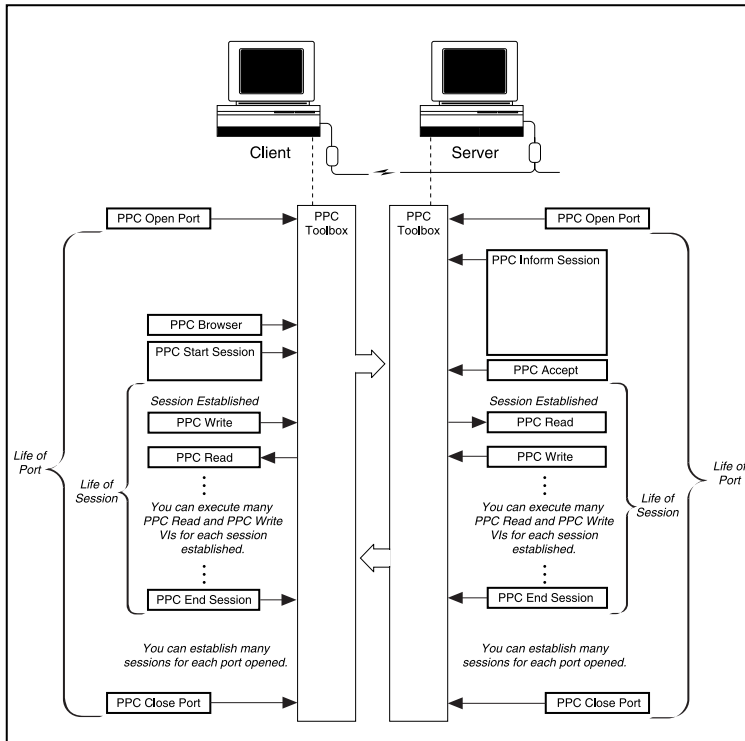 Client
Server
PPC Open Port
PPC
Toolbox
PPC
Toolbox
PPC Open Port
PPC Inform Session
PPC Browser
PPC Start Session
PPC Accept
Session Established
Session Established
PPC Write
PPC Read
PPC Read
PPC Write
Life of
Port
Life of
Session
Life of
Session
Life of
Port
You can execute many
PPC Read and PPC Write
VIs for each session
established.
You can execute many
PPC Read and PPC Write
VIs for each session
established.
PPC End Session
PPC End Session
You can establish many
sessions for each port opened.
You can establish many
sessions for each port opened.
PPC Close Port
PPC Close Port